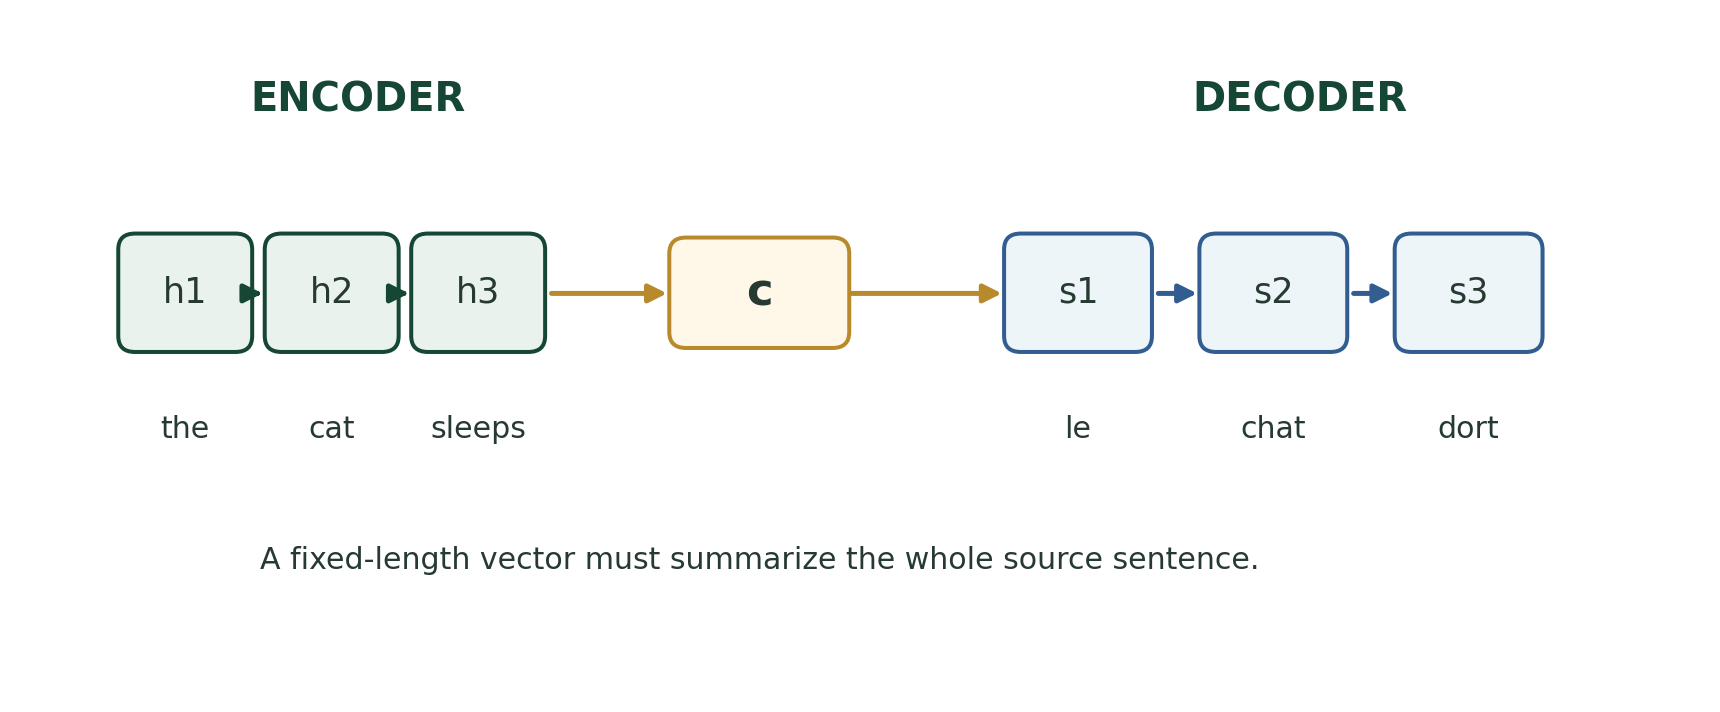 ENCODER DECODER
h1 h2 h3 c s1 s2 s3
the cat sleeps le chat dort
A fixed-length vector must summarize the whole source sentence.